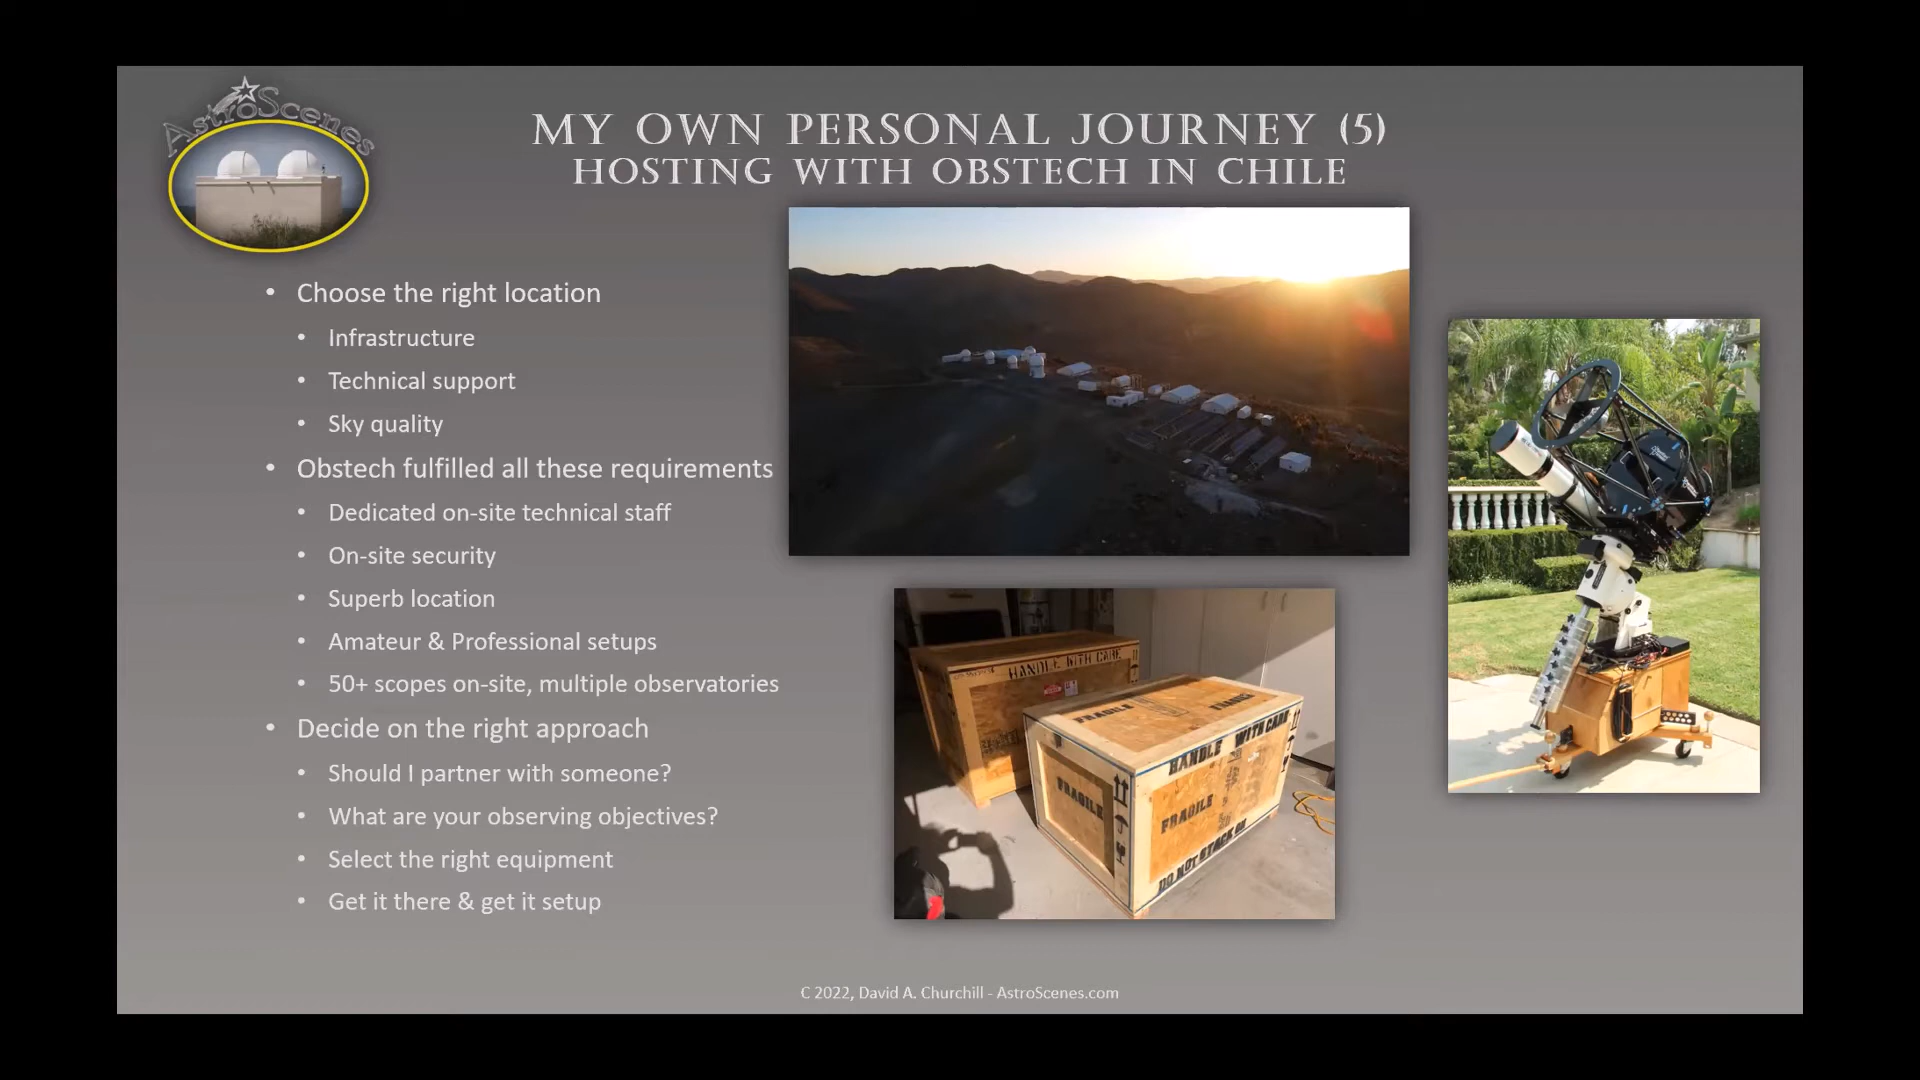 AstroScenes
MY OWN PERSONAL JOURNEY (5)
HOSTING WITH OBSTECH IN CHILE
• Choose the right location
• Infrastructure
• Technical support
• Sky quality
• Obstech fulfilled all these requirements
• Dedicated on-site technical staff
• On-site security
• Superb location
• Amateur & Professional setups
• 50+ scopes on-site, multiple observatories
• Decide on the right approach
• Should I partner with someone?
• What are your observing objectives?
• Select the right equipment
• Get it there & get it setup
HANDLE WITH CARE
FRAGILE
FRAGILE
HANDLE WITH CARE
FRAGILE
FRAGILE
DO NOT STACK ON
C 2022, David A. Churchill - AstroScenes.com